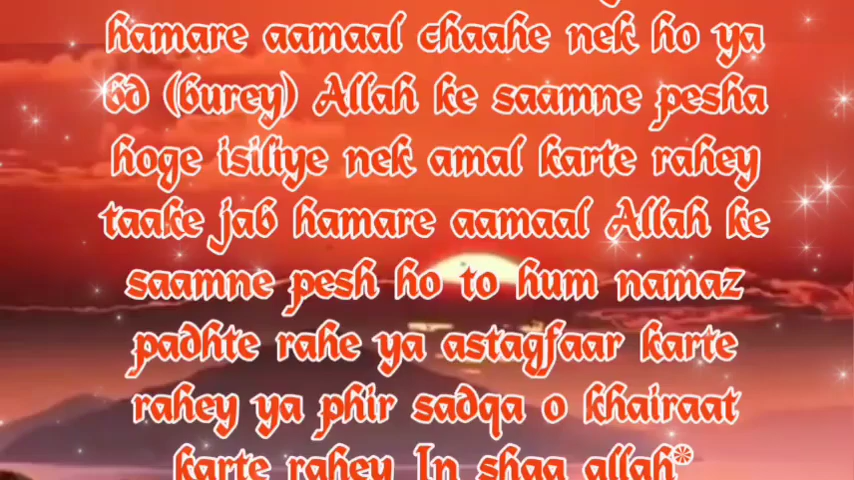 hamare aamaal chaahe nek ho ya
bd (burey) Allah ke saamne pesha
hoge isiliye nek amal karte rahey
taake jab hamare aamaal Allah ke
saamne pesh ho to hum namaz
padhte rahe ya astagfaar karte
rahey ya phir sadqa o khairaat
karte rahey In shaa allah*